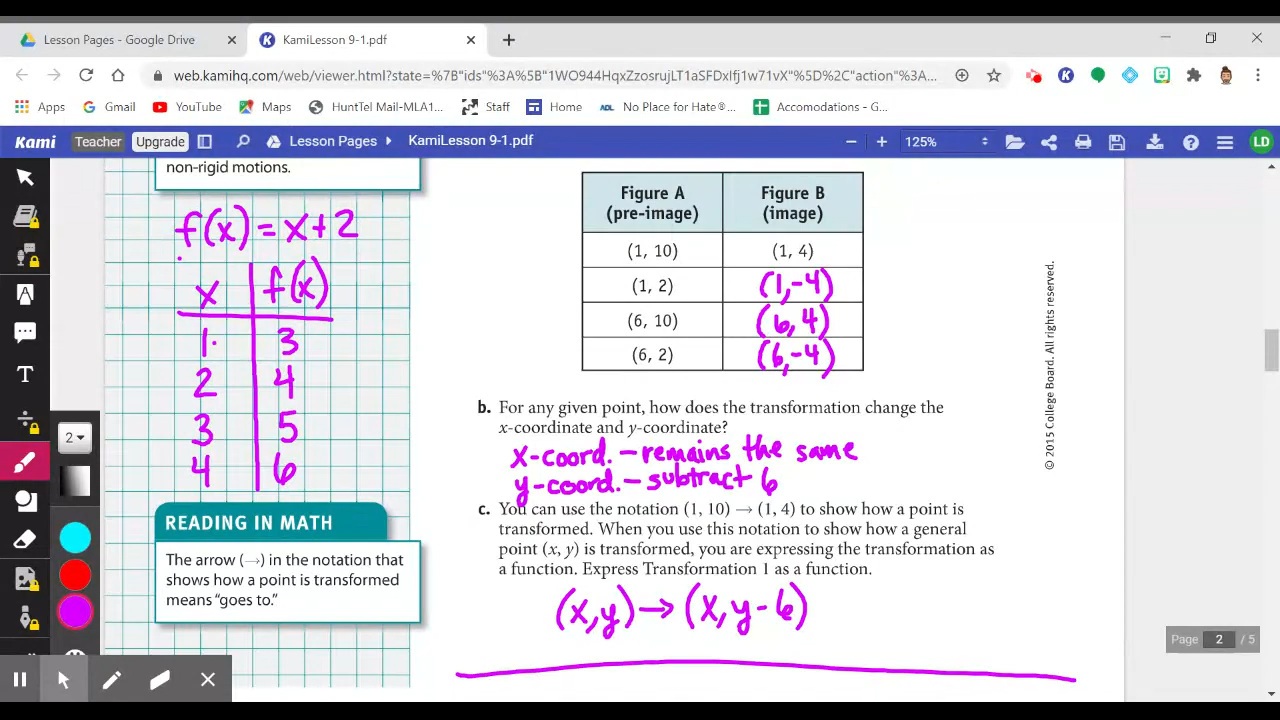 Lesson Pages - Google Drive
KamiLesson 9-1.pdf
web.kamihq.com/web/viewer.html?state=%7B"ids"%3A%5B"1WO944HqxZzosrujLT1aSFDxIfj1w71vX"%5D%2C"action"%3A...
Apps
Gmail
YouTube
Maps
HuntTel Mail-MLA1...
Staff
Home
ADL
No Place for Hate:...
Accomodations - G...
Kami
Teacher
Upgrade
Lesson Pages
KamiLesson 9-1
125%
LD
non-rigid motions.
f(x) = x+2
x f(x)
1 3
2 4
3 5
4 6
2
READING IN MATH
The arrow (→) in the notation that
shows how a point is transformed
means “goes to.”
Figure A (pre-image) Figure B (image)
(1, 10) (1, 4)
(1, 2) (1,-4)
(6, 10) (6,4)
(6, 2) (6,-4)
b. For any given point, how does the transformation change the
x-coordinate and y-coordinate?
x-coord. – remains the same
y-coord. – subtract 6
c. You can use the notation (1, 10) → (1, 4) to show how a point is
transformed. When you use this notation to show how a general
point (x, y) is transformed, you are expressing the transformation as
a function. Express Transformation 1 as a function.
(x,y) → (x, y-6)
© 2015 College Board. All rights reserved.
Page 2 / 5